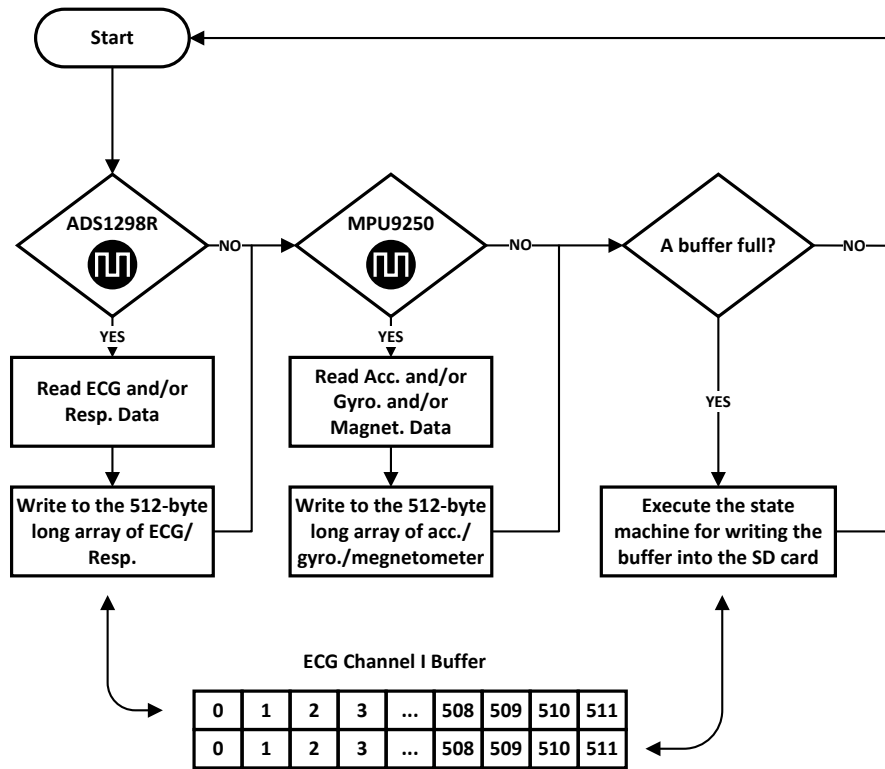 Start
ADS1298R
NO
MPU9250
NO
A buffer full?
NO
YES
YES
YES
Read ECG and/or
Resp. Data
Read Acc. and/or
Gyro. and/or
Magnet. Data
Write to the 512-byte
long array of ECG/
Resp.
Write to the 512-byte
long array of acc./
gyro./megnetometer
Execute the state
machine for writing the
buffer into the SD card
ECG Channel I Buffer
0 1 2 3 ... 508 509 510 511
0 1 2 3 ... 508 509 510 511